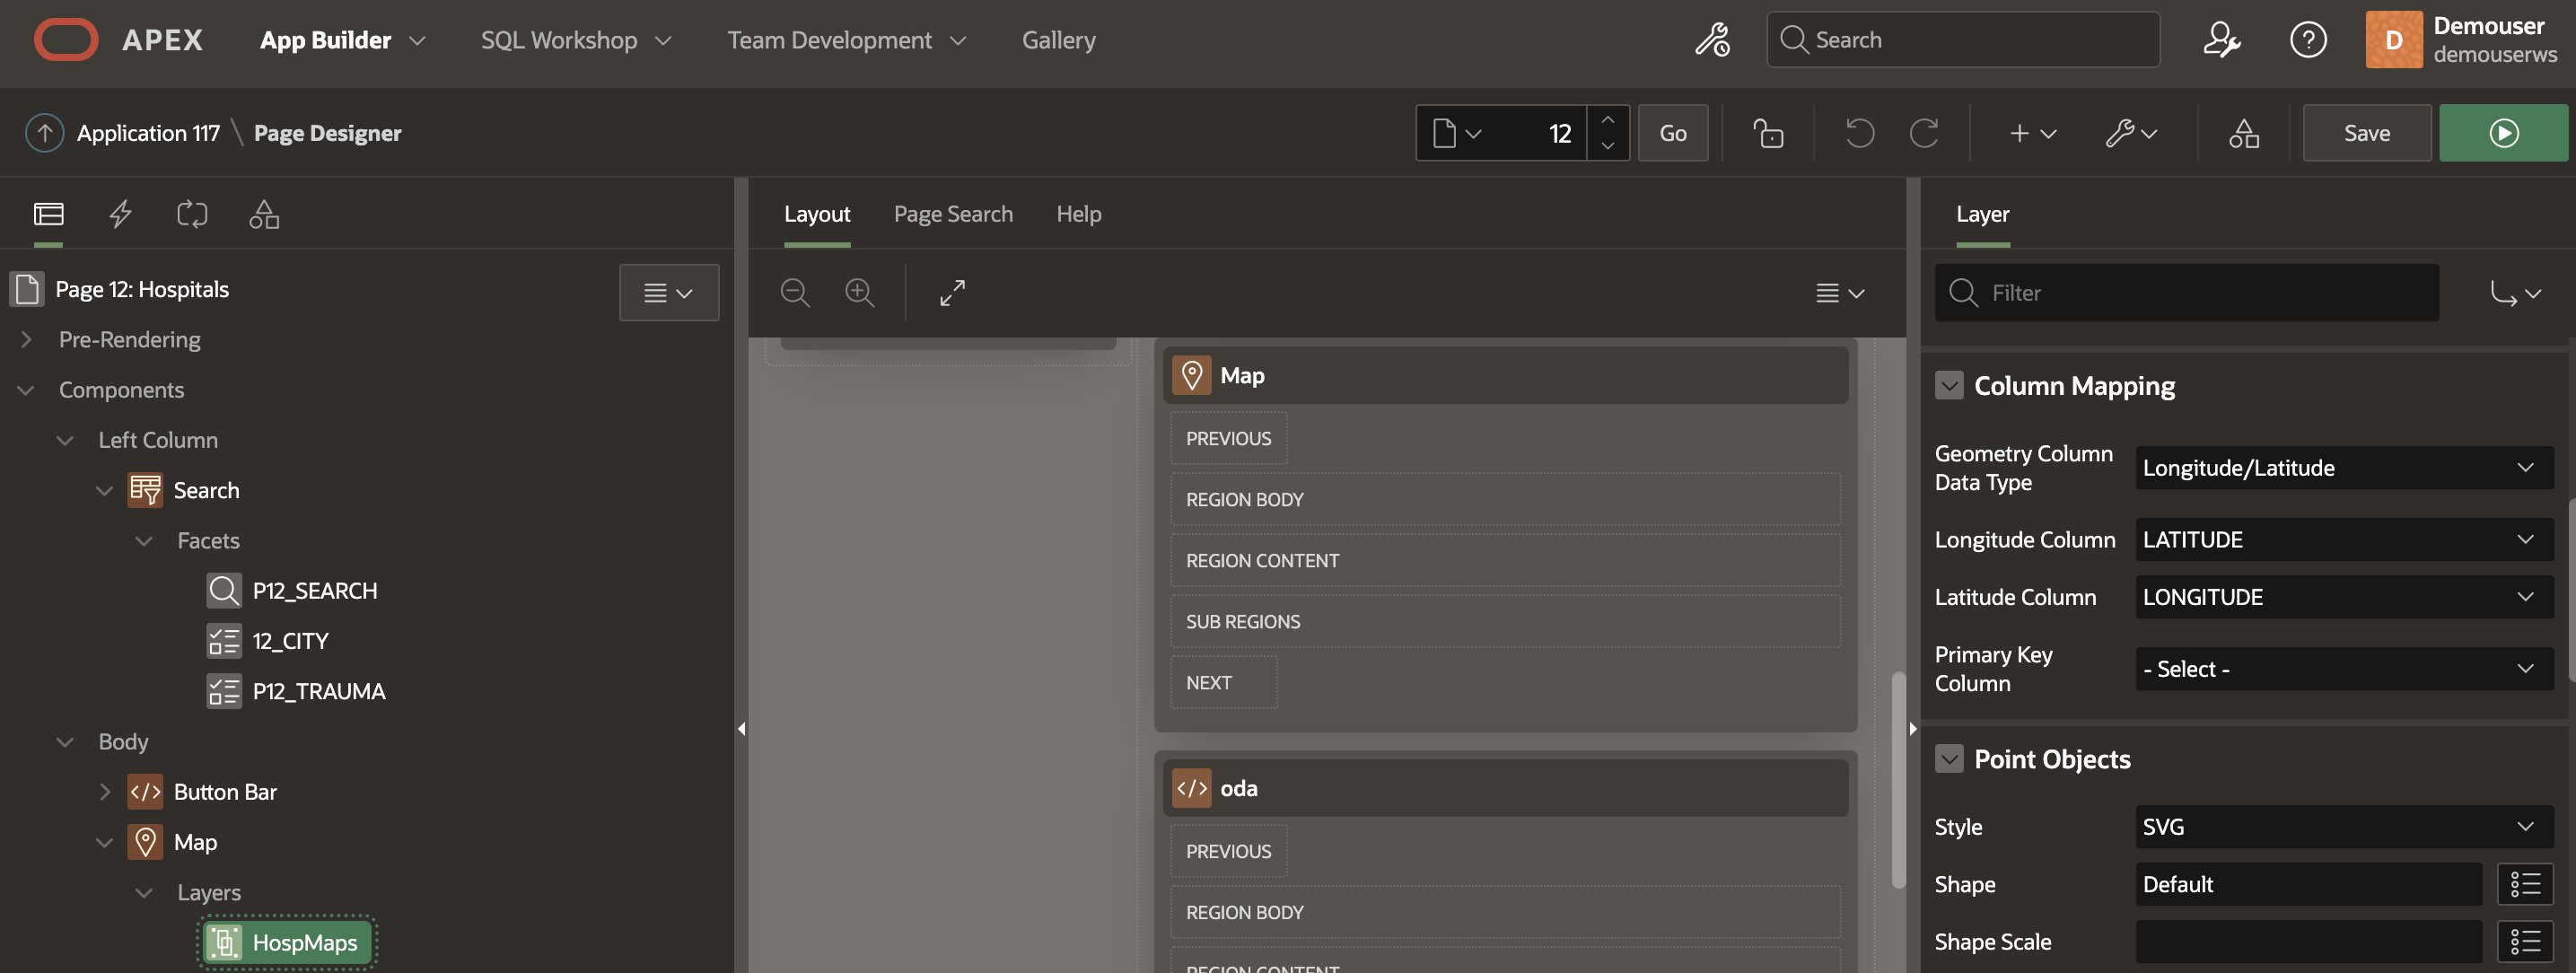 APEX App Builder SQL Workshop Team Development Gallery Search D Demouser
demouserws
Application 117 \ Page Designer 12 Go Save
Layout Page Search Help
Layer
Page 12: Hospitals
Pre-Rendering
Components
Left Column
Search
Facets
P12_SEARCH
12_CITY
P12_TRAUMA
Body
Button Bar
Map
Layers
HospMaps
Map
PREVIOUS
REGION BODY
REGION CONTENT
SUB REGIONS
NEXT
oda
PREVIOUS
REGION BODY
REGION CONTENT
Filter
Column Mapping
Geometry Column
Data Type
Longitude/Latitude
Longitude Column LATITUDE
Latitude Column LONGITUDE
Primary Key
Column
- Select -
Point Objects
Style SVG
Shape Default
Shape Scale